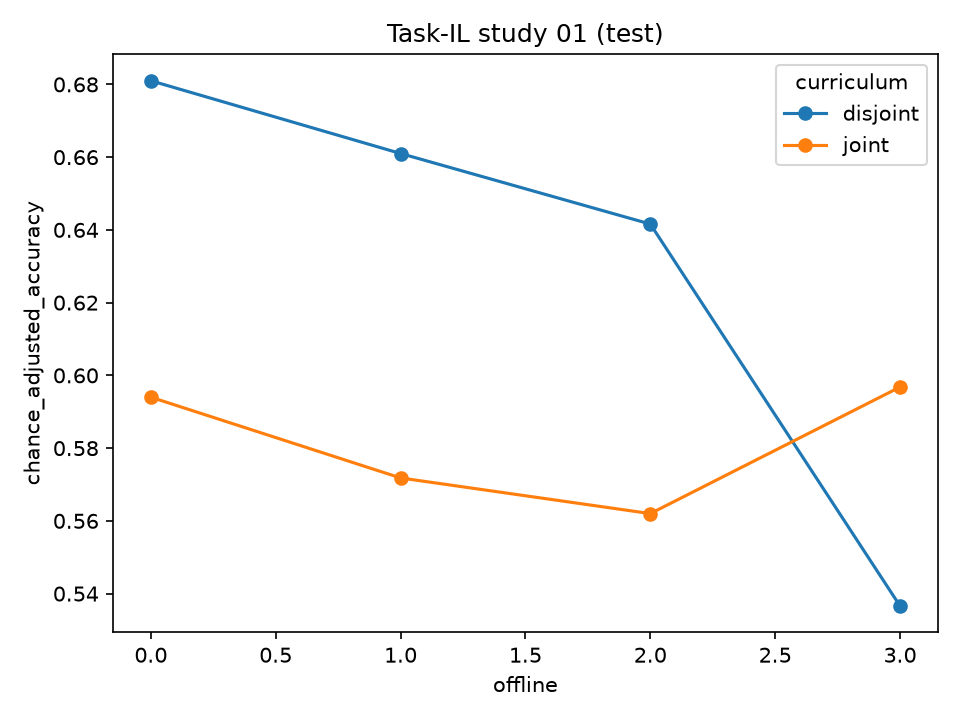 Task-IL study 01 (test)
curriculum
disjoint
joint
chance_adjusted_accuracy
0.68
0.66
0.64
0.62
0.60
0.58
0.56
0.54
0.0
0.5
1.0
1.5
2.0
2.5
3.0
offline